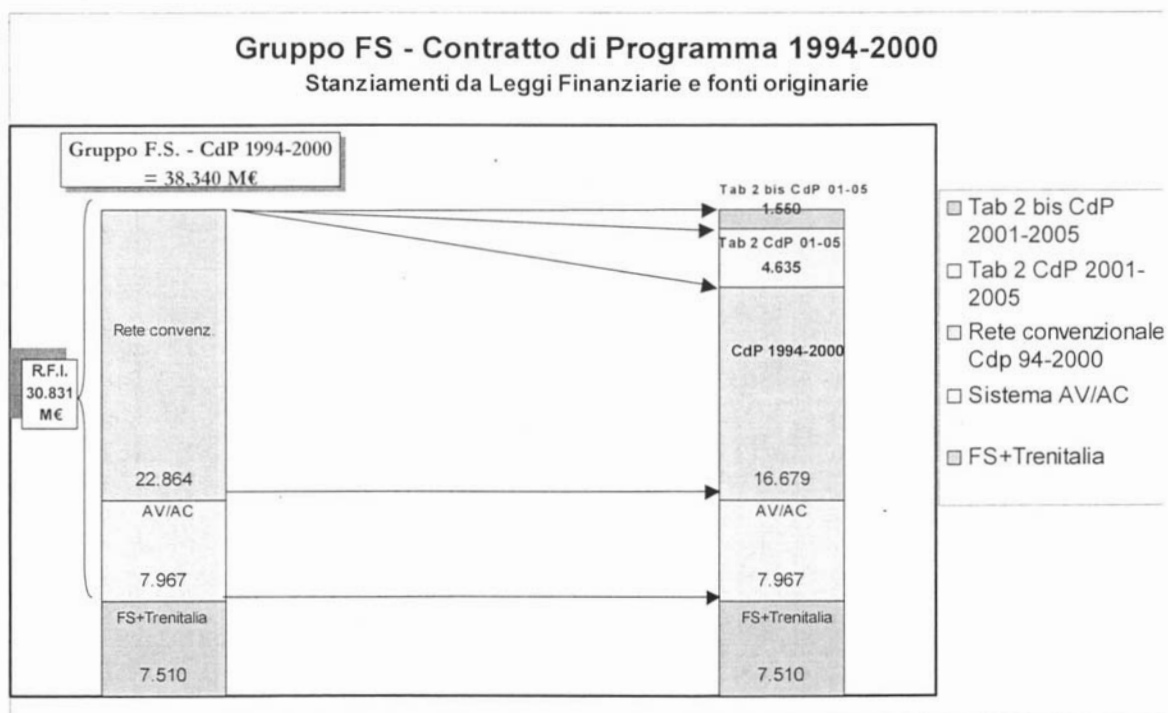 Gruppo FS - Contratto di Programma 1994-2000
Stanziamenti da Leggi Finanziarie e fonti originarie
Gruppo F.S. - CdP 1994-2000
= 38,340 M€
R.F.I.
30.831
M€
Rete convenz.
22.864
AV/AC
7.967
FS+Trenitalia
7.510
Tab 2 bis CdP 01-05
1.550
Tab 2 CdP 01-05
4.635
CdP 1994-2000
16.679
AV/AC
7.967
FS+Trenitalia
7.510
Tab 2 bis CdP
2001-2005
Tab 2 CdP 2001-
2005
Rete convenzionale
Cdp 94-2000
Sistema AV/AC
FS+Trenitalia